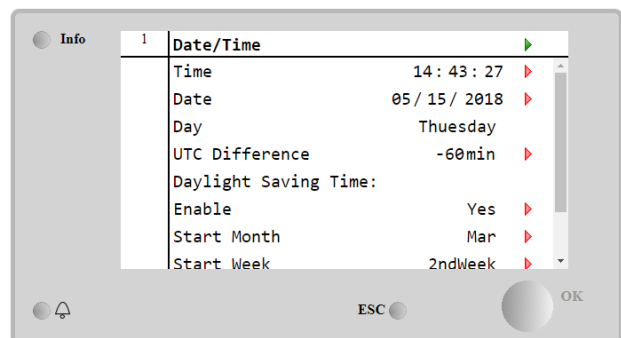 Info
1 Date/Time
Time 14:43:27
Date 05/15/2018
Day Thuesday
UTC Difference -60min
Daylight Saving Time:
Enable Yes
Start Month Mar
Start Week 2ndWeek
ESC OK